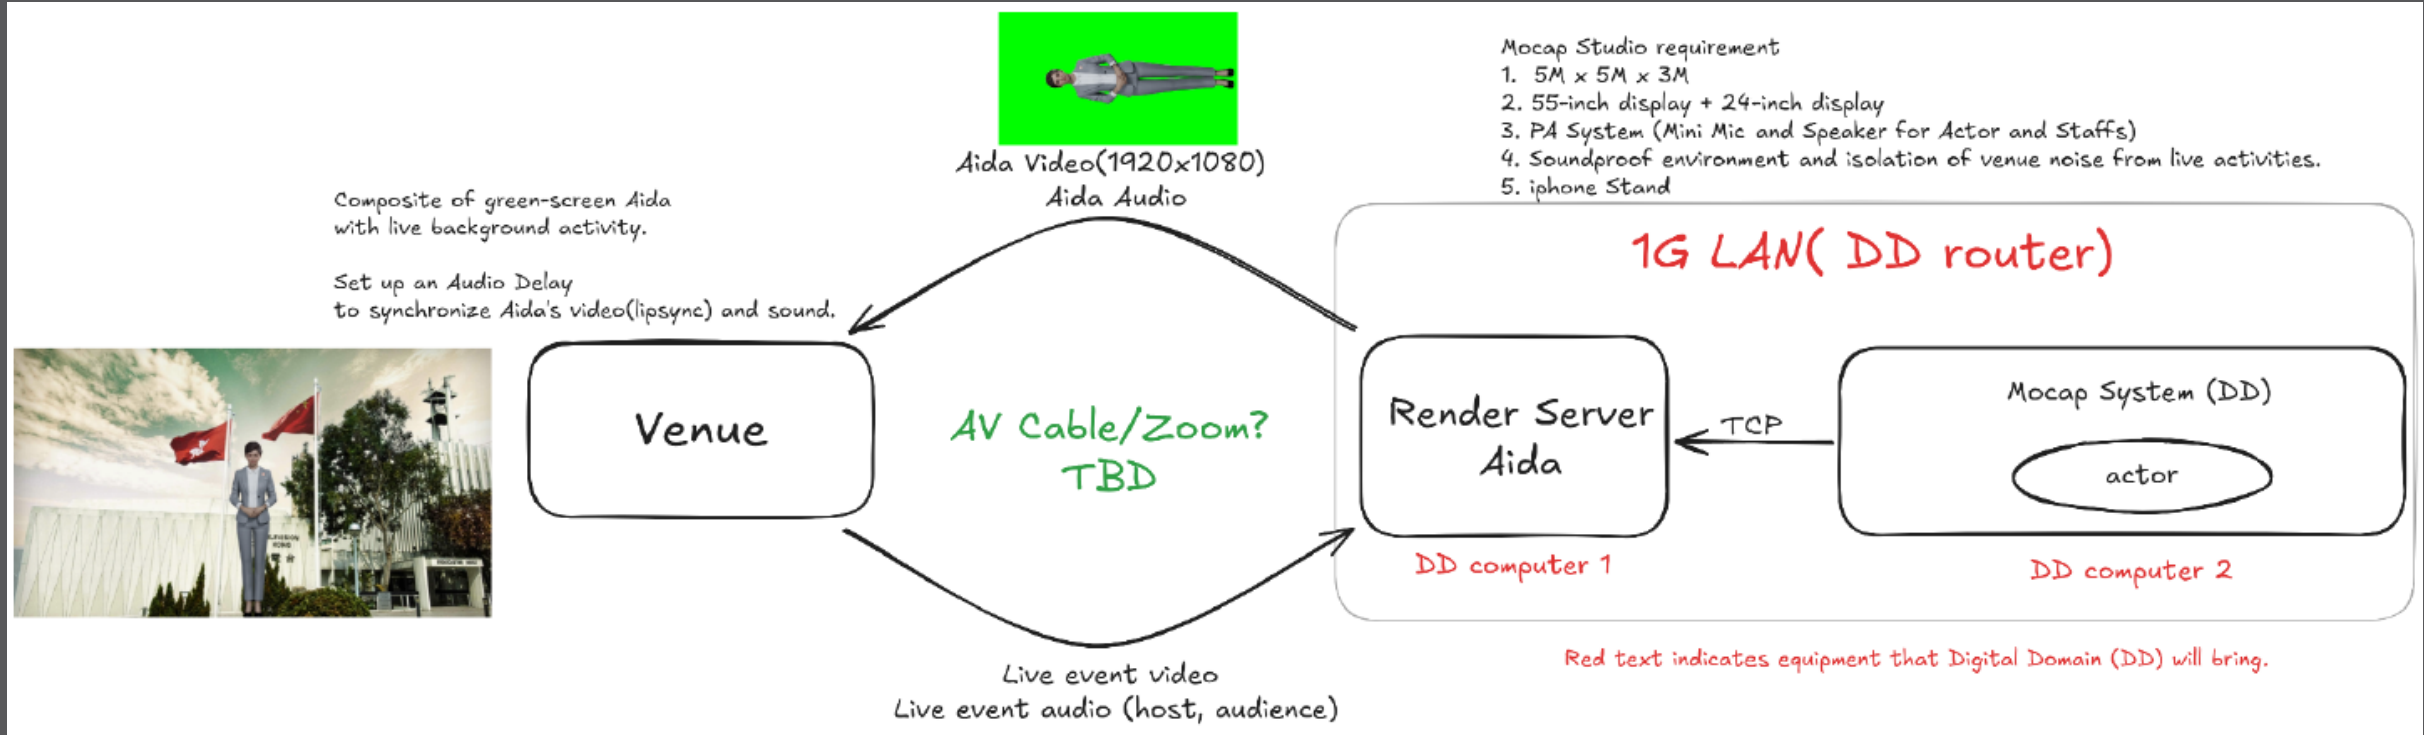 Mocap Studio requirement
1. 5M x 5M x 3M
2. 55-inch display + 24-inch display
3. PA System (Mini Mic and Speaker for Actor and Staffs)
4. Soundproof environment and isolation of venue noise from live activities.
5. iphone Stand
Aida Video(1920x1080)
Aida Audio
Composite of green-screen Aida
with live background activity.
Set up an Audio Delay
to synchronize Aida's video(lipsync) and sound.
1G LAN( DD router)
Venue
AV Cable/Zoom?
TBD
Render Server
Aida
TCP
Mocap System (DD)
actor
DD computer 1
DD computer 2
Red text indicates equipment that Digital Domain (DD) will bring.
Live event video
Live event audio (host, audience)